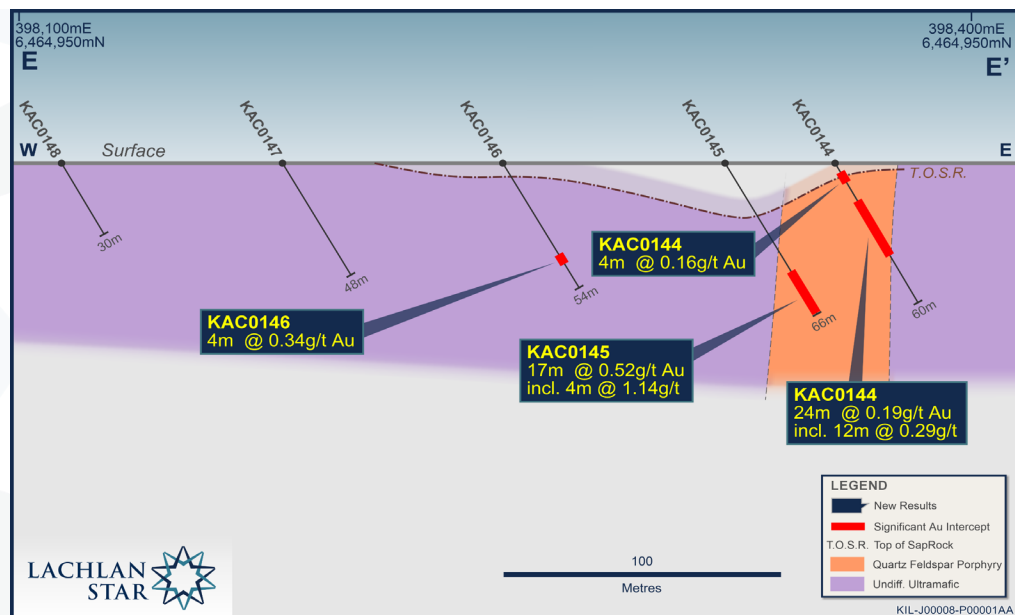 398,100mE
6,464,950mN
398,400mE
6,464,950mN
E
E'
KAC0148
KAC0147
KAC0146
KAC0145
KAC0144
W
Surface
E
T.O.S.R.
30m
48m
54m
66m
60m
KAC0144
4m @ 0.16g/t Au
KAC0146
4m @ 0.34g/t Au
KAC0145
17m @ 0.52g/t Au
incl. 4m @ 1.14g/t
KAC0144
24m @ 0.19g/t Au
incl. 12m @ 0.29g/t
LEGEND
New Results
Significant Au Intercept
T.O.S.R. Top of SapRock
Quartz Feldspar Porphyry
Undiff. Ultramafic
LACHLAN
STAR
100
Metres
KIL-J00008-P00001AA